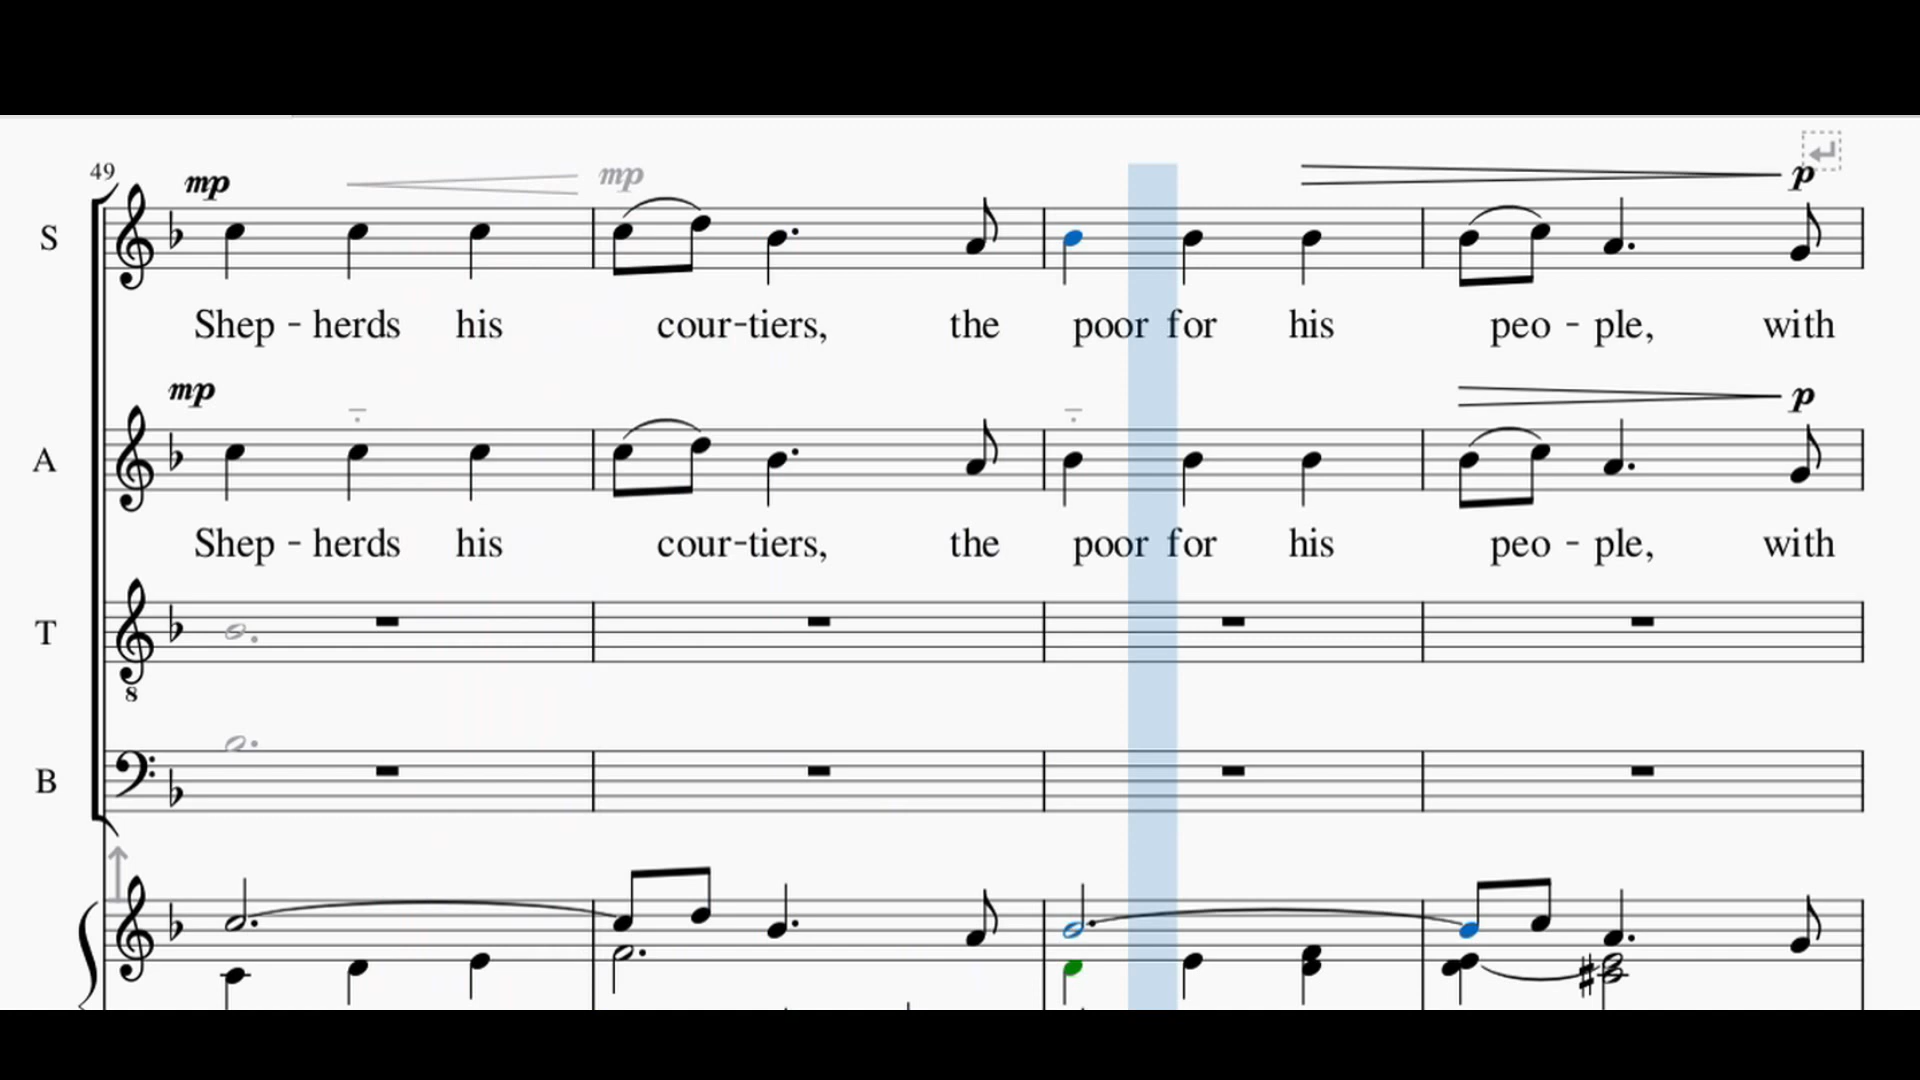 49
mp mp p
S
Shep - herds his cour-tiers, the poor for his peo - ple, with
mp p
A
Shep - herds his cour-tiers, the poor for his peo - ple, with
T
8
B